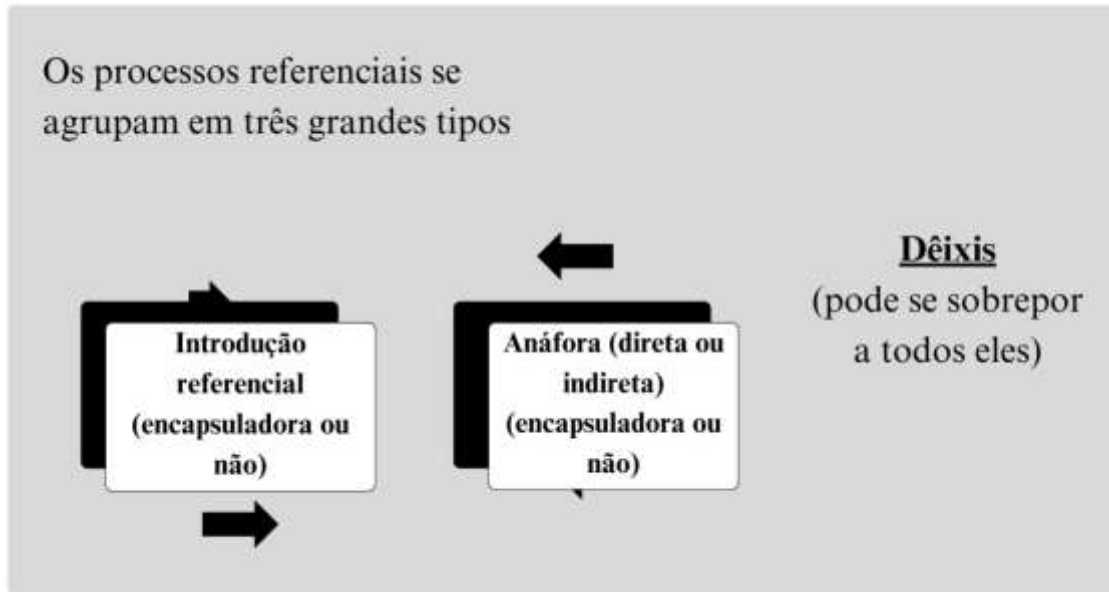 Os processos referenciais se
agrupam em três grandes tipos
Introdução
referencial
(encapsuladora ou
não)
Anáfora (direta ou
indireta)
(encapsuladora ou
não)
Dêixis
(pode se sobrepor
a todos eles)